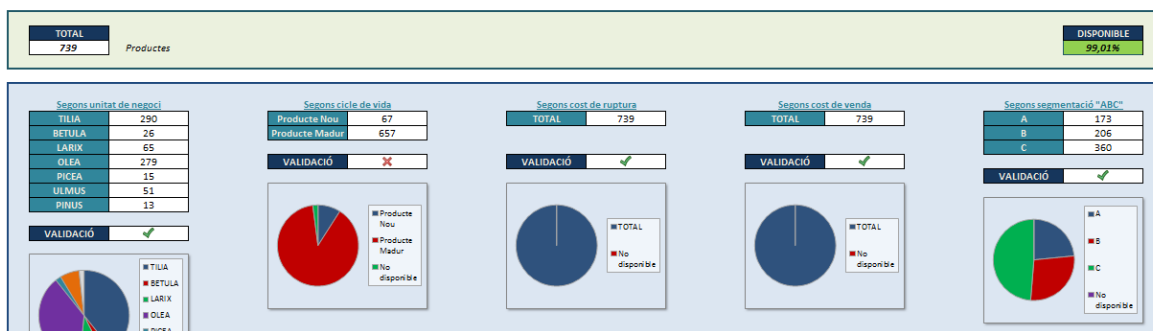 TOTAL
739 Productes
DISPONIBLE
99,01%
Segons unitat de negoci
TILIA 290
BETULA 26
LARIX 65
OLEA 279
PICEA 15
ULMUS 51
PINUS 13
VALIDACIÓ
TILIA
BETULA
LARIX
OLEA
PICEA
Segons cicle de vida
Producte Nou 67
Producte Madur 657
VALIDACIÓ
Producte
Nou
Producte
Madur
No
disponible
Segons cost de ruptura
TOTAL 739
VALIDACIÓ
TOTAL
No
disponible
Segons cost de venda
TOTAL 739
VALIDACIÓ
TOTAL
No
disponible
Segons segmentació "ABC"
A 173
B 206
C 360
VALIDACIÓ
A
B
C
No
disponible